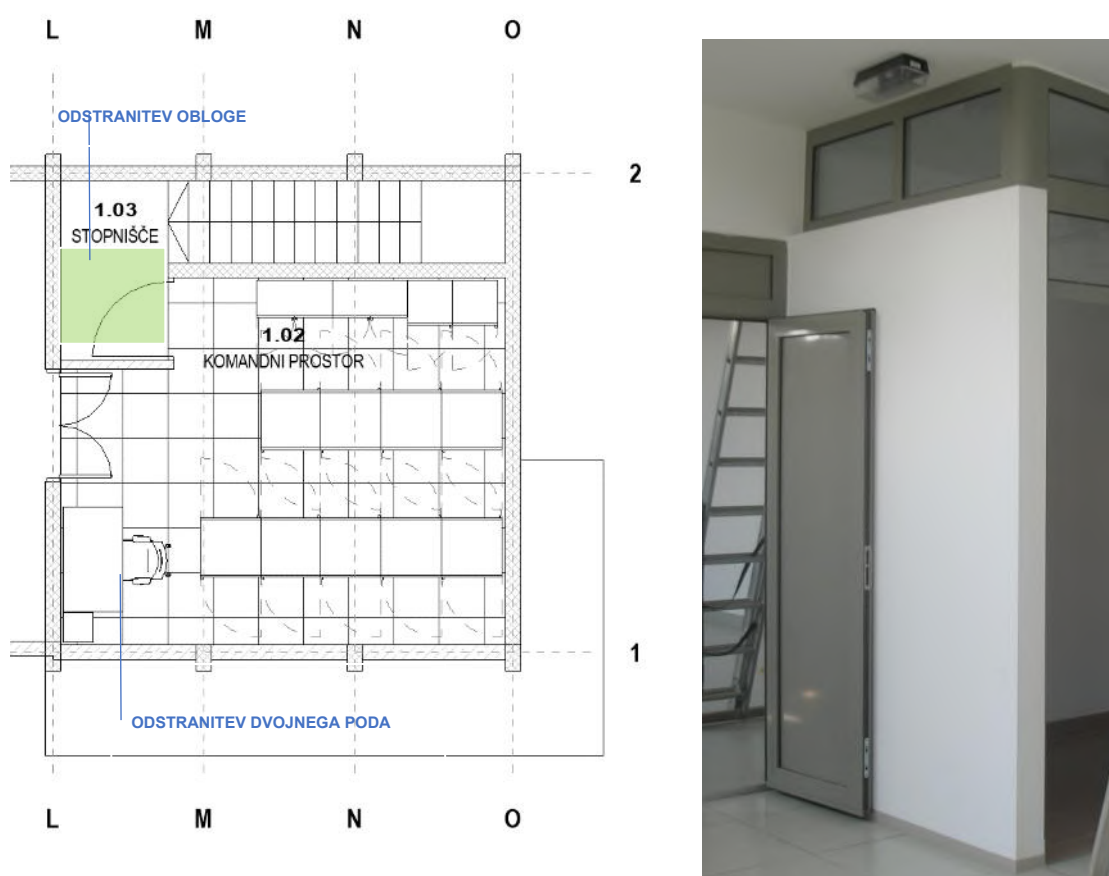 L M N O
ODSTRANITEV OBLOGE
2
1.03
STOPNIŠČE
1.02
KOMANDNI PROSTOR
1
ODSTRANITEV DVOJNEGA PODA
L M N O